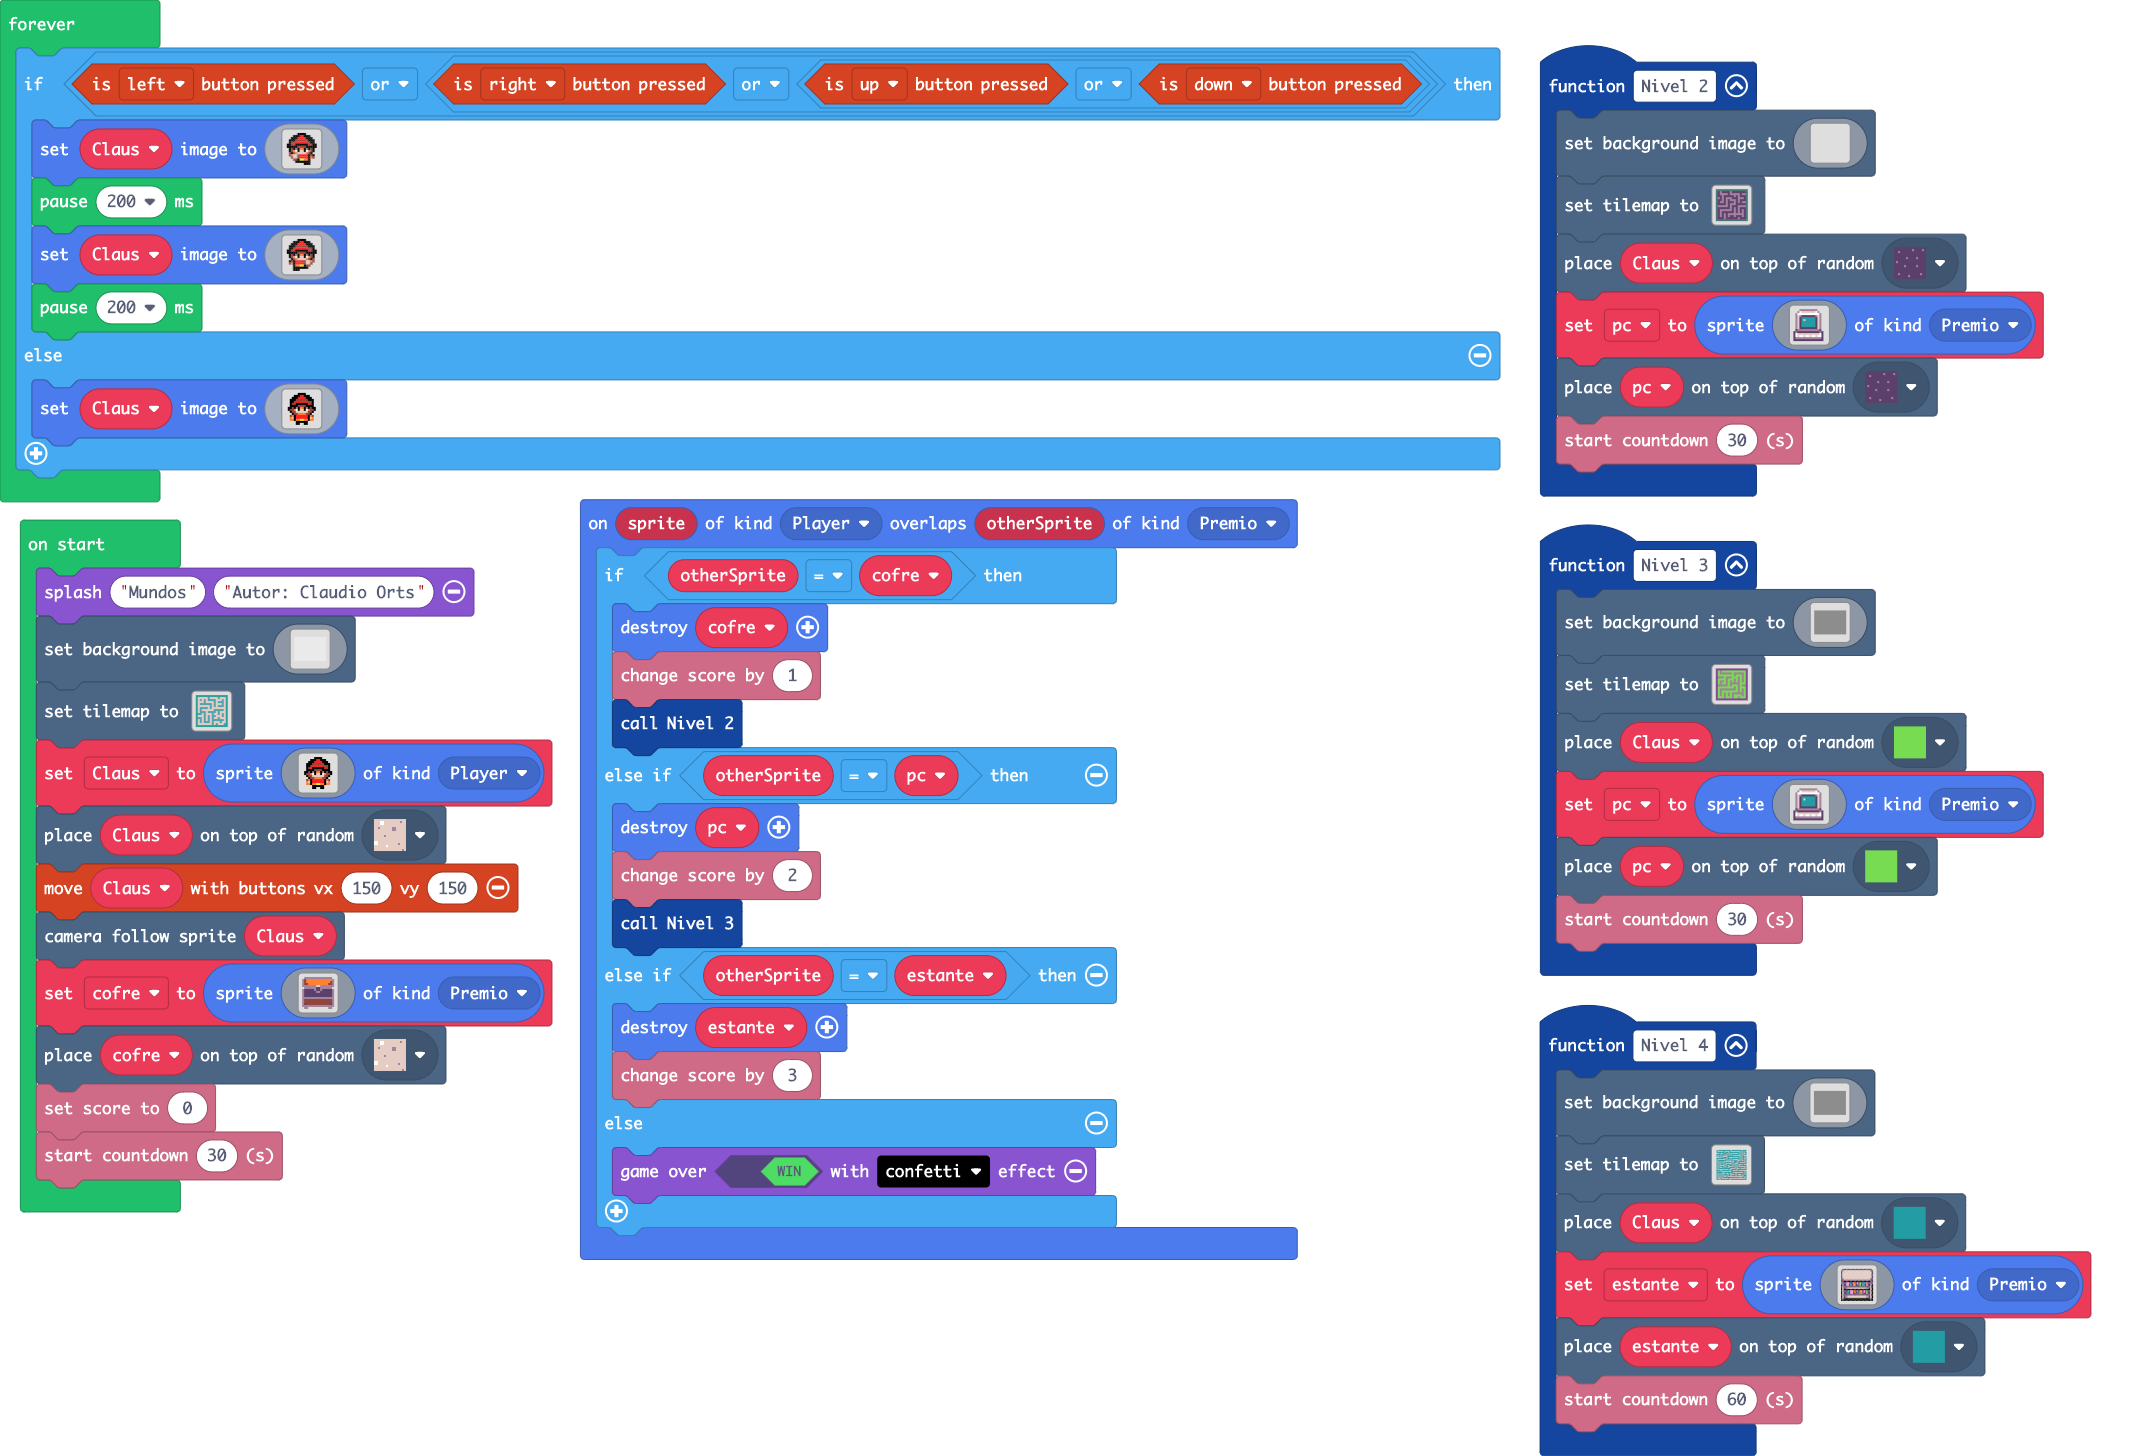 forever
if is left button pressed or is right button pressed or is up button pressed or is down button pressed then
set Claus image to
pause 200 ms
set Claus image to
pause 200 ms
else
set Claus image to
on start
splash "Mundos" "Autor: Claudio Orts"
set background image to
set tilemap to
set Claus to sprite of kind Player
place Claus on top of random
move Claus with buttons vx 150 vy 150
camera follow sprite Claus
set cofre to sprite of kind Premio
place cofre on top of random
set score to 0
start countdown 30 (s)
on sprite of kind Player overlaps otherSprite of kind Premio
if otherSprite = cofre then
destroy cofre
change score by 1
call Nivel 2
else if otherSprite = pc then
destroy pc
change score by 2
call Nivel 3
else if otherSprite = estante then
destroy estante
change score by 3
else
game over WIN with confetti effect
function Nivel 2
set background image to
set tilemap to
place Claus on top of random
set pc to sprite of kind Premio
place pc on top of random
start countdown 30 (s)
function Nivel 3
set background image to
set tilemap to
place Claus on top of random
set pc to sprite of kind Premio
place pc on top of random
start countdown 30 (s)
function Nivel 4
set background image to
set tilemap to
place Claus on top of random
set estante to sprite of kind Premio
place estante on top of random
start countdown 60 (s)